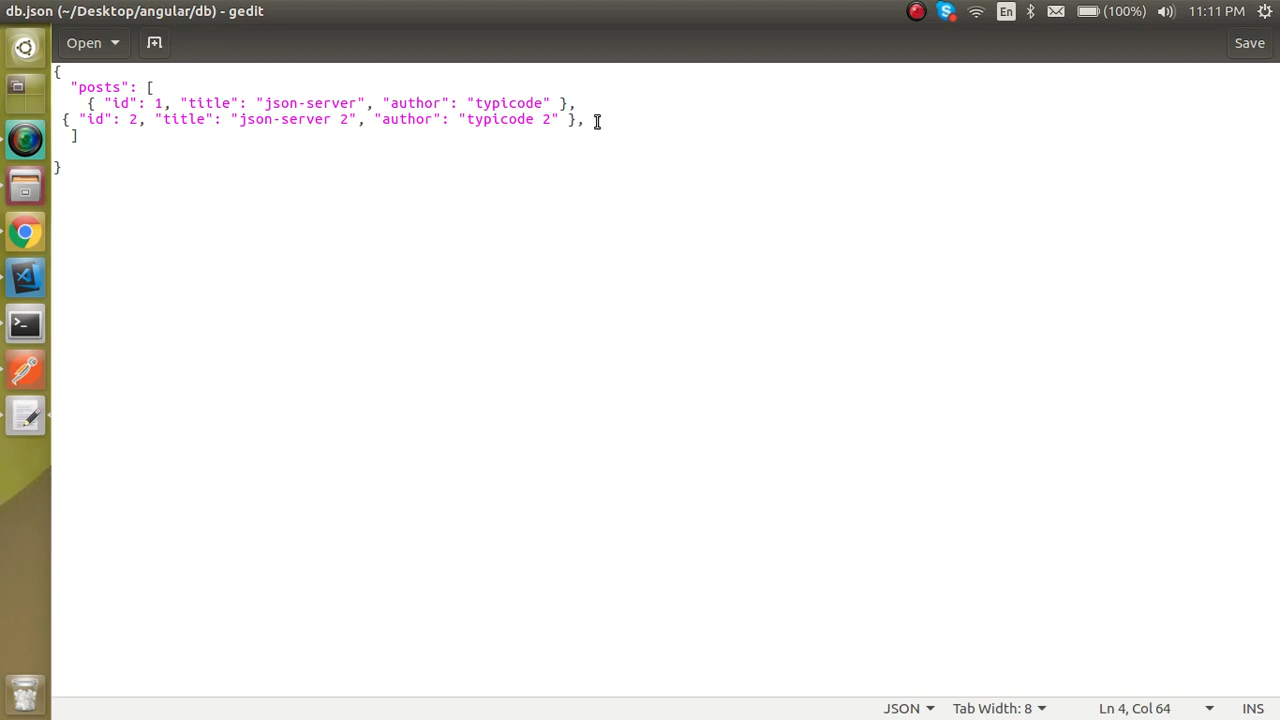 db.json (~/Desktop/angular/db) - gedit
En
(100%)
11:11 PM
Open
Save
{
"posts": [
{ "id": 1, "title": "json-server", "author": "typicode" },
{ "id": 2, "title": "json-server 2", "author": "typicode 2" },
]
}
JSON
Tab Width: 8
Ln 4, Col 64
INS